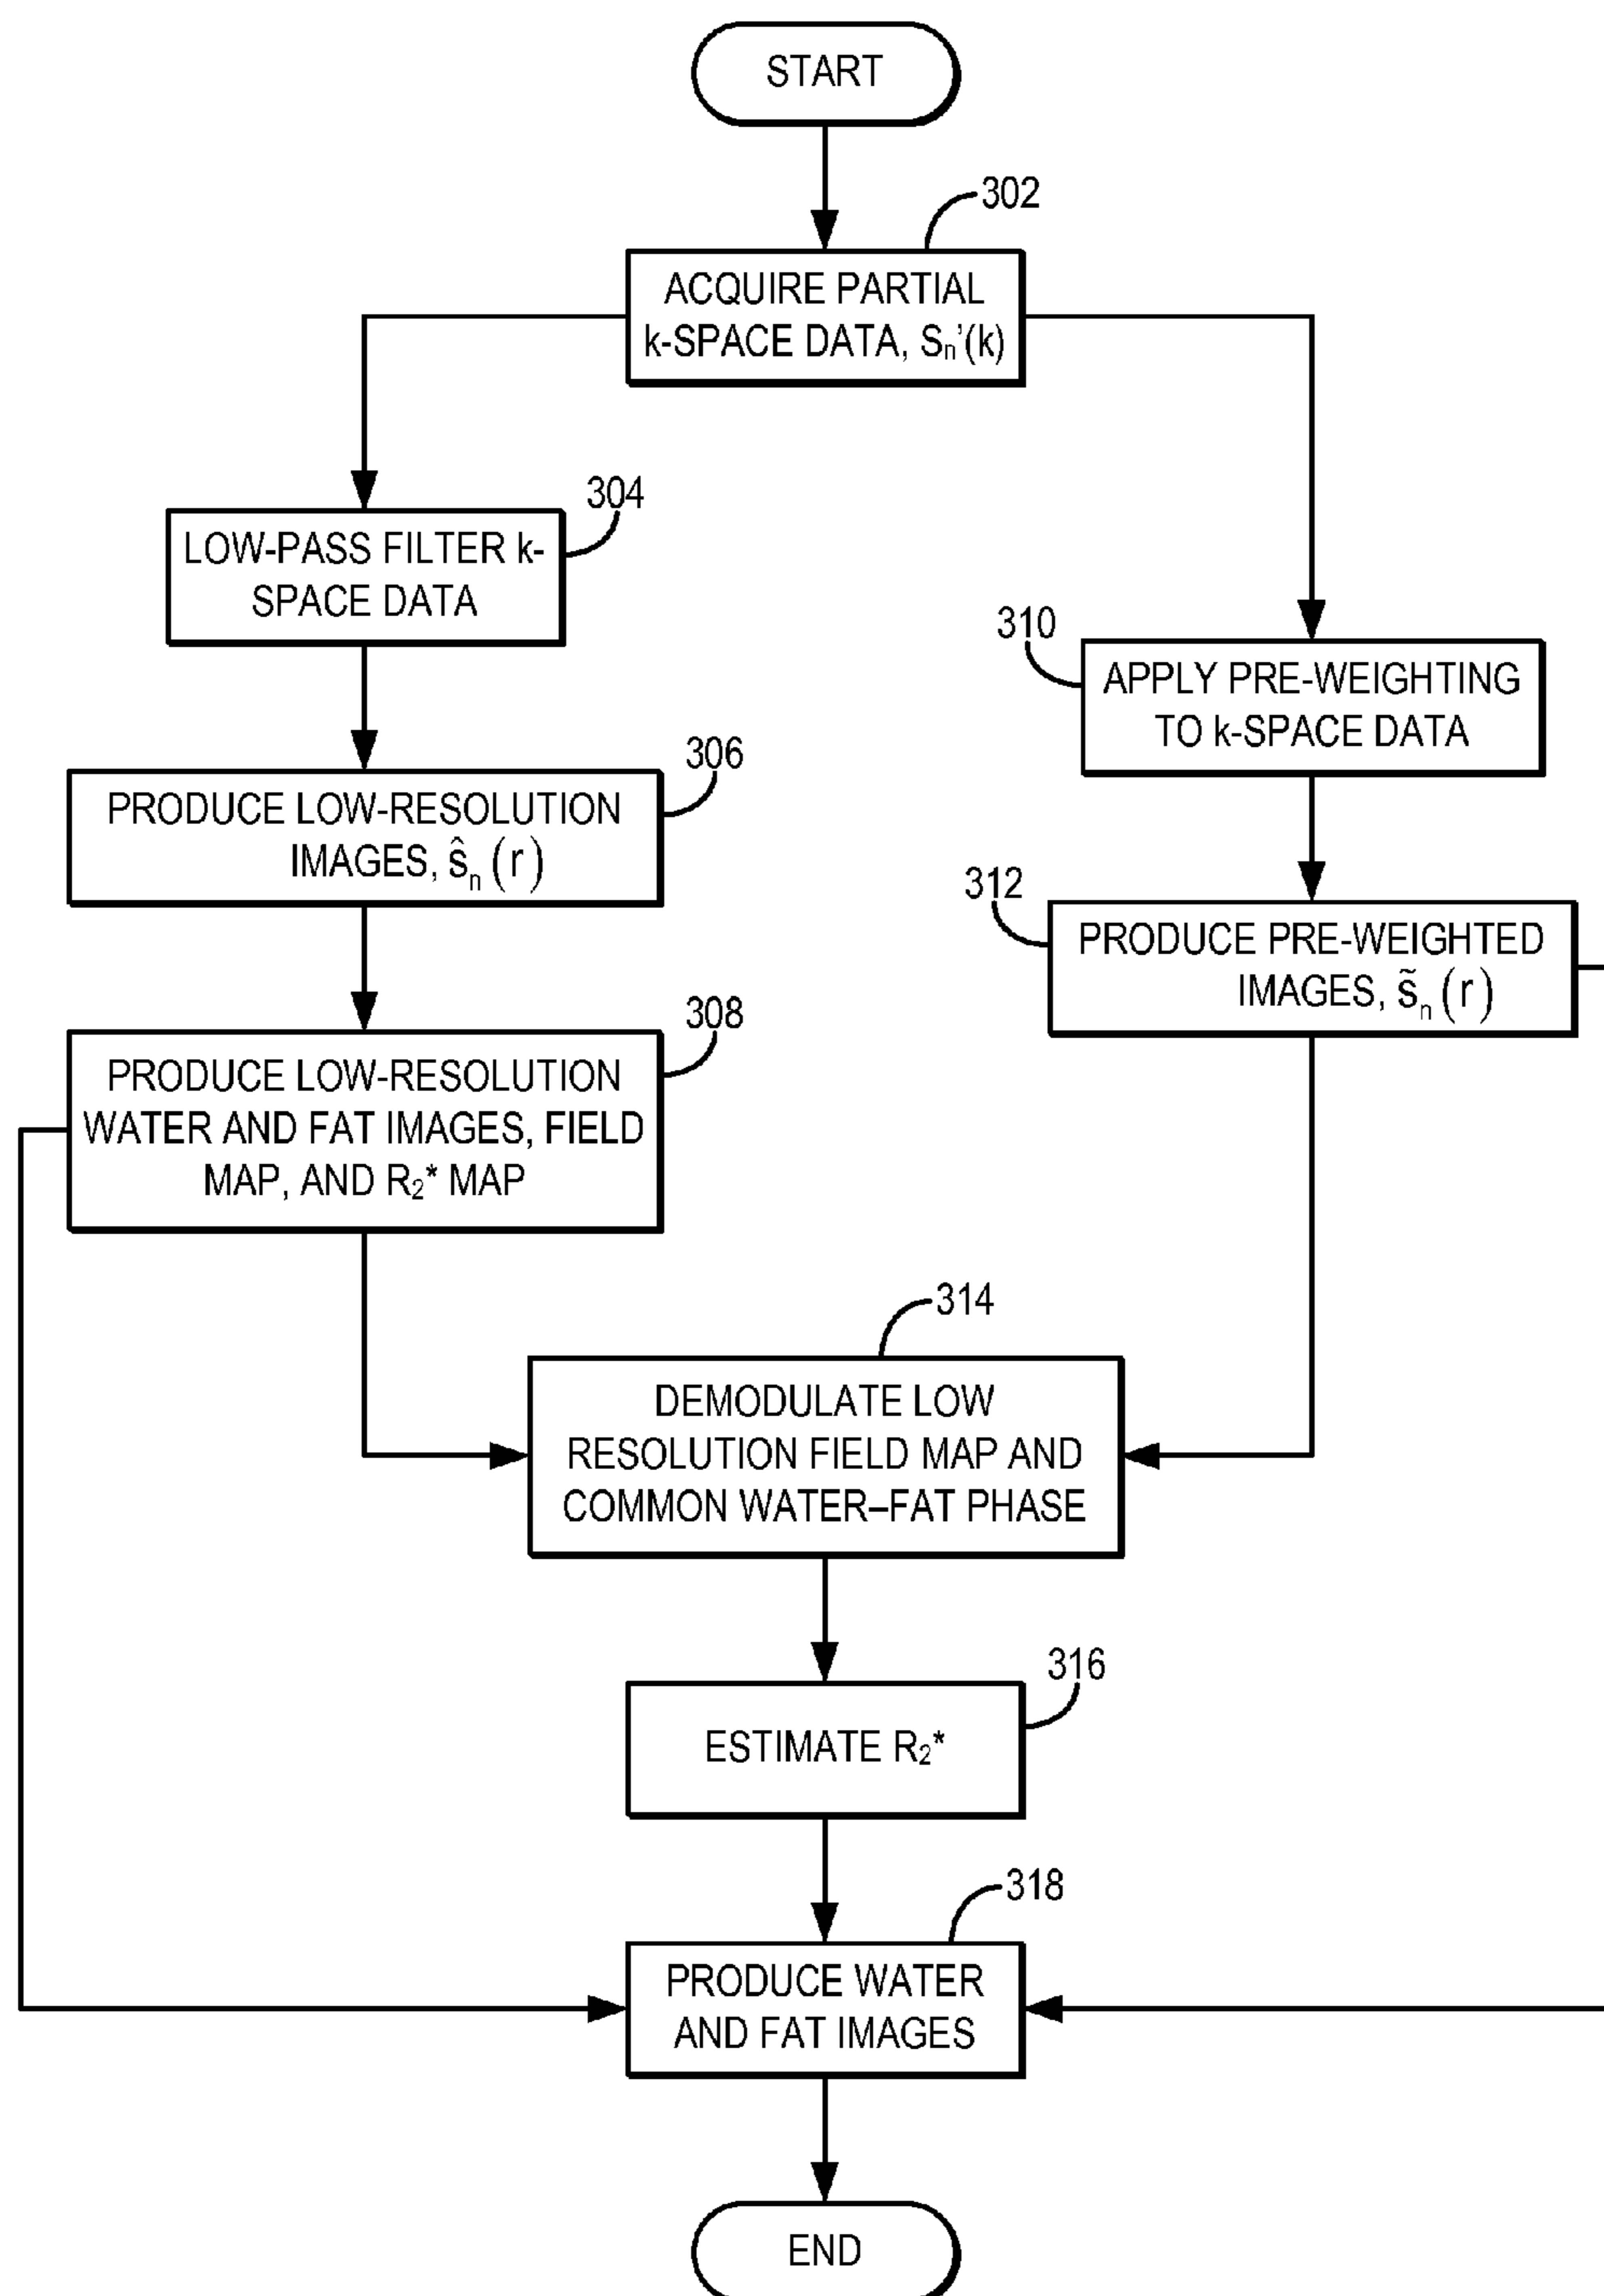 START
302
ACQUIRE PARTIAL
k-SPACE DATA, Sₙ'(k)
304
LOW-PASS FILTER k-
SPACE DATA
306
PRODUCE LOW-RESOLUTION
IMAGES, ŝₙ(r)
308
PRODUCE LOW-RESOLUTION
WATER AND FAT IMAGES, FIELD
MAP, AND R₂* MAP
310
APPLY PRE-WEIGHTING
TO k-SPACE DATA
312
PRODUCE PRE-WEIGHTED
IMAGES, s̃ₙ(r)
314
DEMODULATE LOW
RESOLUTION FIELD MAP AND
COMMON WATER–FAT PHASE
316
ESTIMATE R₂*
318
PRODUCE WATER
AND FAT IMAGES
END